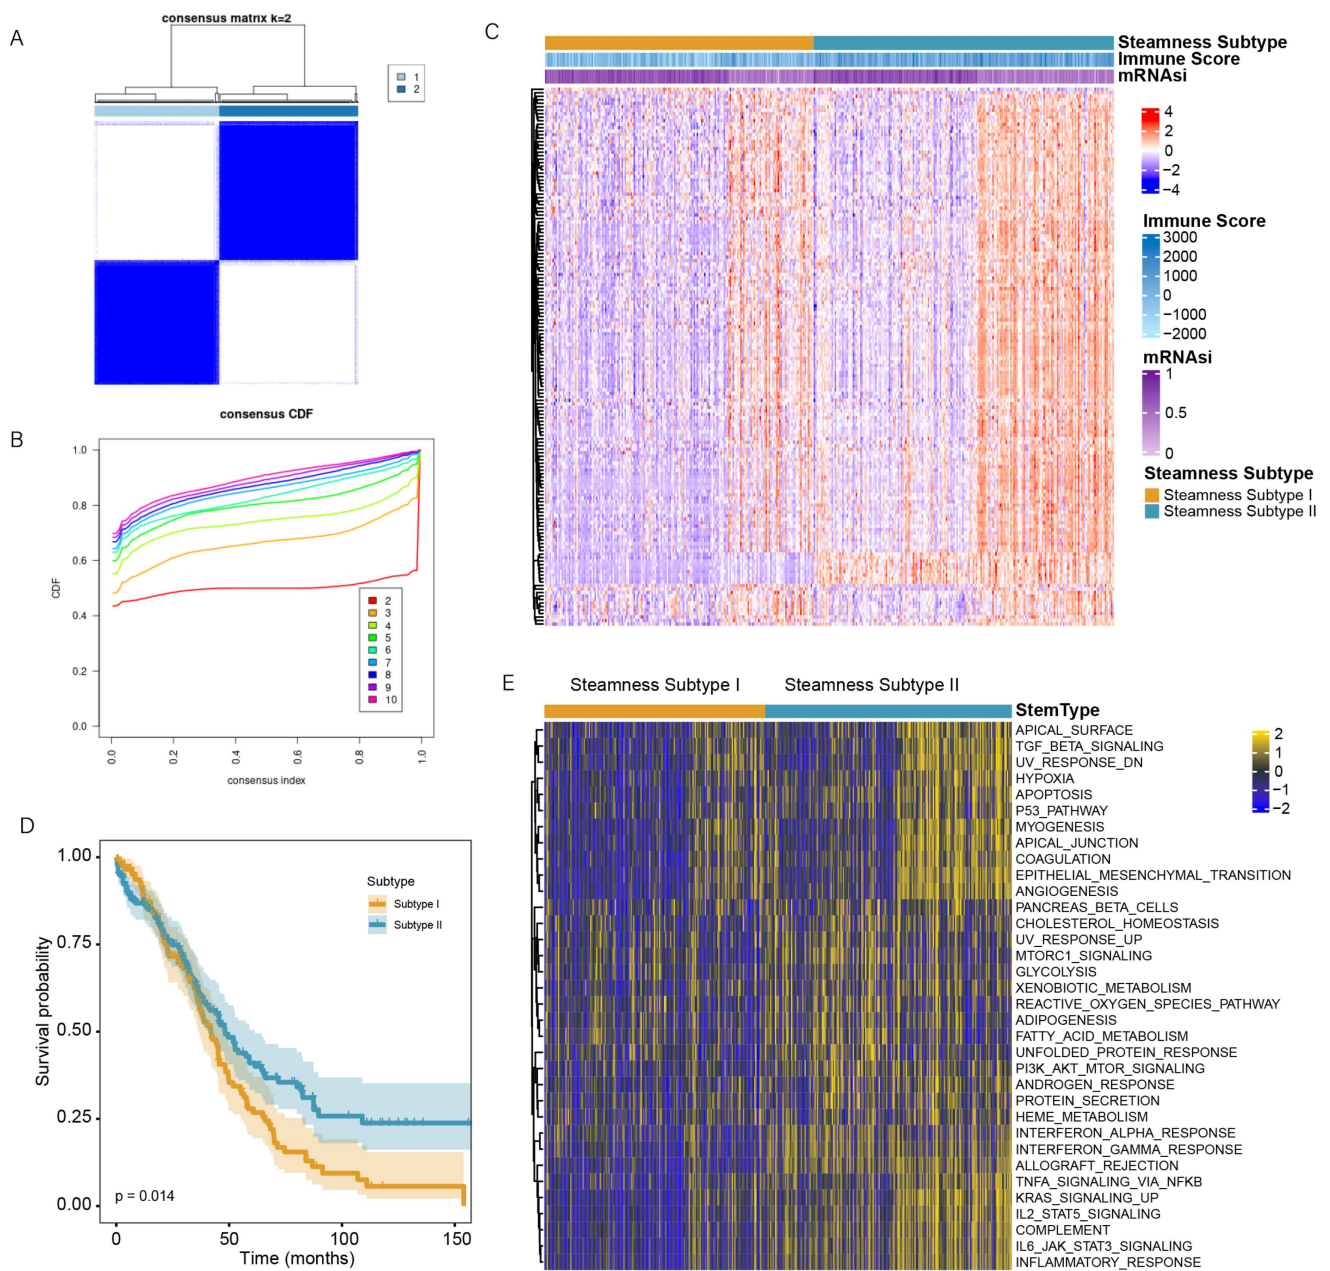 A
consensus matrix k=2
1
2
B
consensus CDF
1.0
0.8
0.6
0.4
0.2
0.0
CDF
0.0
0.2
0.4
0.6
0.8
1.0
consensus index
2
3
4
5
6
7
8
9
10
C
Steamness Subtype
Immune Score
mRNAsi
4
2
0
−2
−4
Immune Score
3000
2000
1000
0
−1000
−2000
mRNAsi
1
0.5
0
Steamness Subtype
Steamness Subtype I
Steamness Subtype II
D
Survival probability
1.00
0.75
0.50
0.25
0.00
Subtype
Subtype I
Subtype II
p = 0.014
0
50
100
150
Time (months)
E
Steamness Subtype I
Steamness Subtype II
StemType
APICAL_SURFACE
TGF_BETA_SIGNALING
UV_RESPONSE_DN
HYPOXIA
APOPTOSIS
P53_PATHWAY
MYOGENESIS
APICAL_JUNCTION
COAGULATION
EPITHELIAL_MESENCHYMAL_TRANSITION
ANGIOGENESIS
PANCREAS_BETA_CELLS
CHOLESTEROL_HOMEOSTASIS
UV_RESPONSE_UP
MTORC1_SIGNALING
GLYCOLYSIS
XENOBIOTIC_METABOLISM
REACTIVE_OXYGEN_SPECIES_PATHWAY
ADIPOGENESIS
FATTY_ACID_METABOLISM
UNFOLDED_PROTEIN_RESPONSE
PI3K_AKT_MTOR_SIGNALING
ANDROGEN_RESPONSE
PROTEIN_SECRETION
HEME_METABOLISM
INTERFERON_ALPHA_RESPONSE
INTERFERON_GAMMA_RESPONSE
ALLOGRAFT_REJECTION
TNFA_SIGNALING_VIA_NFKB
KRAS_SIGNALING_UP
IL2_STAT5_SIGNALING
COMPLEMENT
IL6_JAK_STAT3_SIGNALING
INFLAMMATORY_RESPONSE
2
1
0
−1
−2